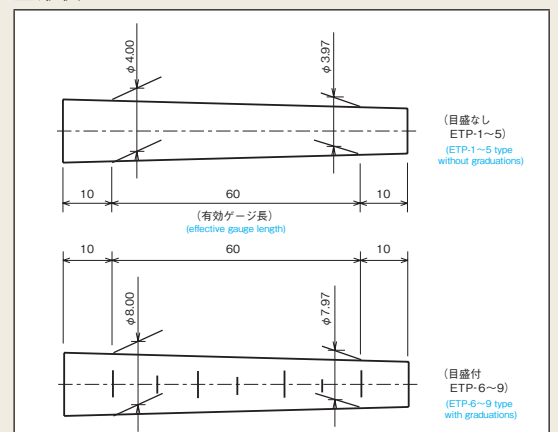 φ4.00
φ3.97
(目盛なし
ETP-1～5)
(ETP-1～5 type
without graduations)
10
60
10
(有効ゲージ長)
(effective gauge length)
10
60
10
φ8.00
φ7.97
(目盛付
ETP-6～9)
(ETP-6～9 type
with graduations)